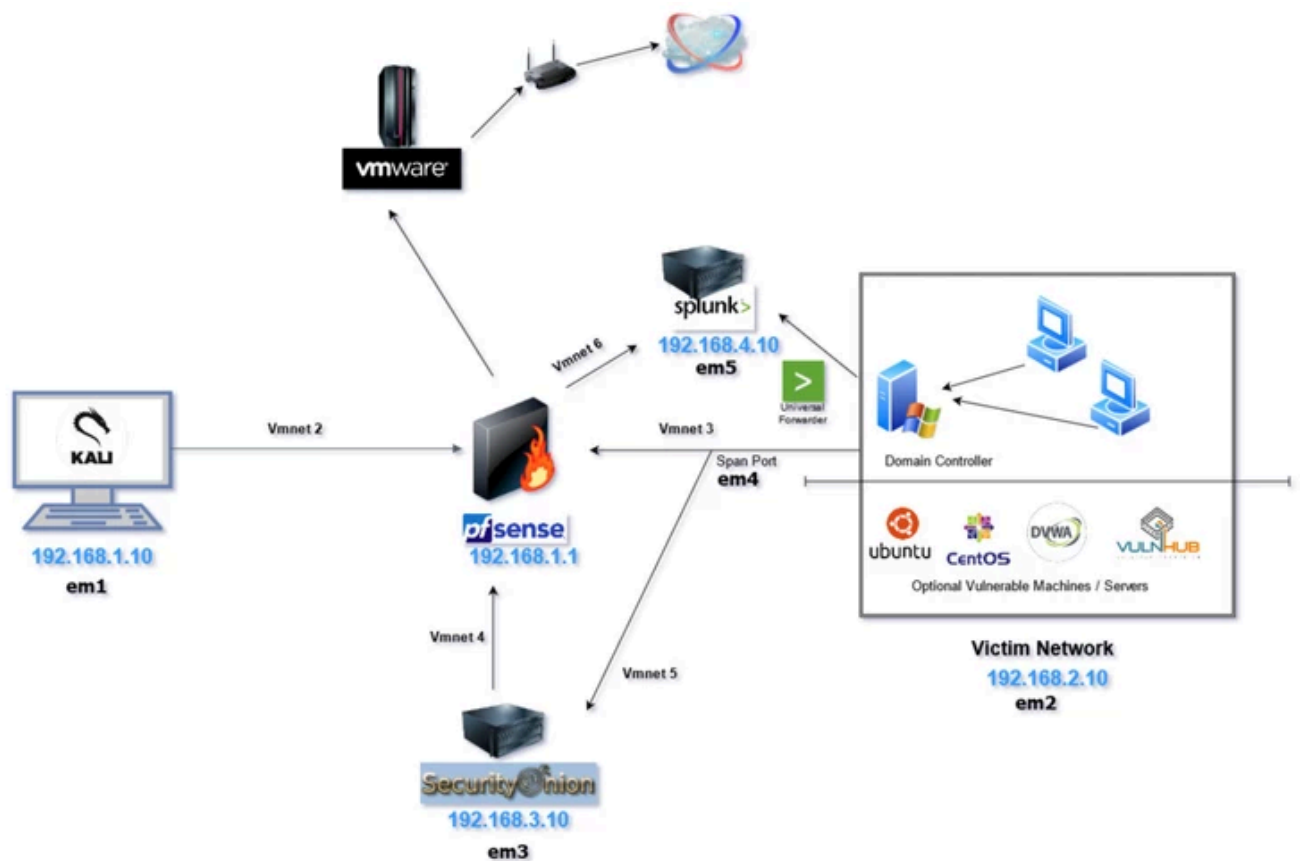 vmware
splunk>
192.168.4.10
em5
Vmnet 6
>
Universal
Forwarder
KALI
192.168.1.10
em1
Vmnet 2
pfsense
192.168.1.1
Vmnet 3
Span Port
em4
Domain Controller
ubuntu
CentOS
DVWA
VULNHUB
Optional Vulnerable Machines / Servers
Victim Network
192.168.2.10
em2
Vmnet 4
Vmnet 5
Security Onion
192.168.3.10
em3